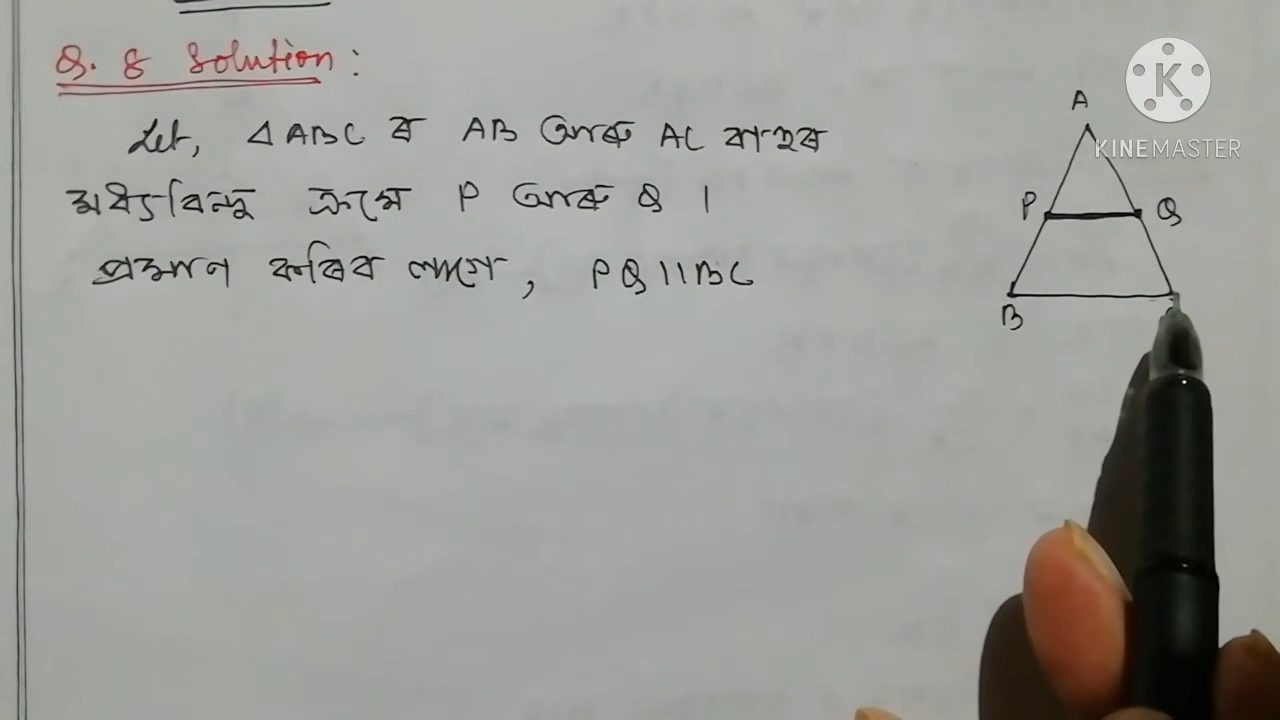 Q. 8 Solution :
Let, Δ ABC ৰ AB আৰু AC বাহুৰ
মধ্যবিন্দু ক্ৰমে P আৰু Q ।
প্ৰমাণ কৰিব লাগে, PQ || BC
A
P
Q
B
K
KINEMASTER